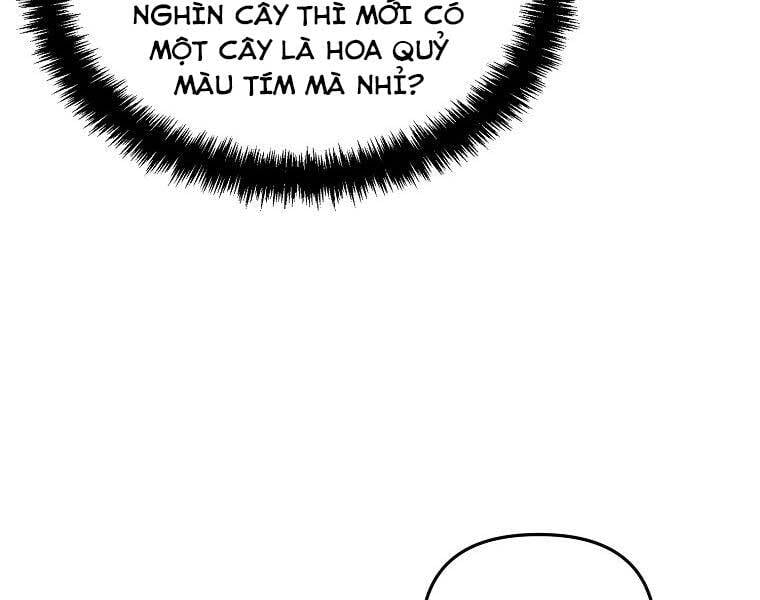 NGHÌN CÂY THÌ MỚI CÓ
MỘT CÂY LÀ HOA QUỶ
MÀU TÍM MÀ NHỈ?